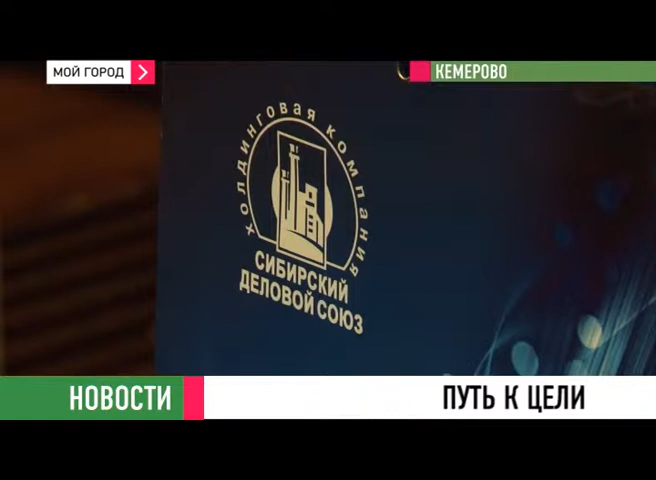 МОЙ ГОРОД
КЕМЕРОВО
ХОЛДИНГОВАЯ КОМПАНИЯ
СИБИРСКИЙ
ДЕЛОВОЙ СОЮЗ
НОВОСТИ
ПУТЬ К ЦЕЛИ